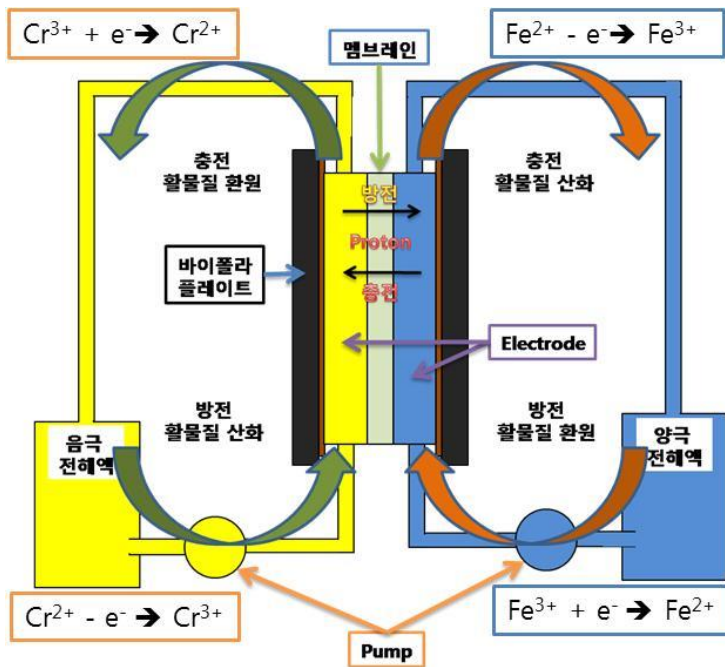 Cr³⁺ + e⁻➔ Cr²⁺
멤브레인
Fe²⁺ - e⁻➔ Fe³⁺
충전
활물질 환원
충전
활물질 산화
방전
Proton
충전
바이폴라
플레이트
Electrode
방전
활물질 산화
방전
활물질 환원
음극
전해액
양극
전해액
Cr²⁺ - e⁻ ➔ Cr³⁺
Fe³⁺ + e⁻ ➔ Fe²⁺
Pump